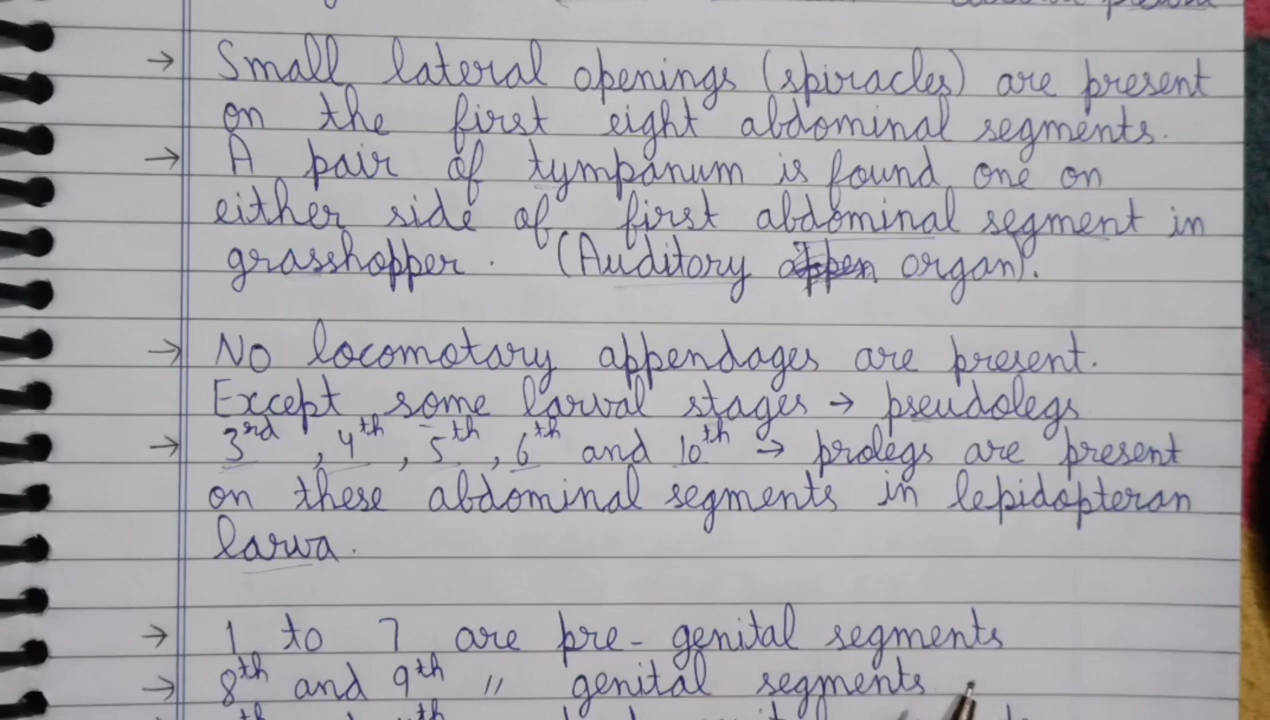 → Small lateral openings (spiracles) are present
on the first eight abdominal segments.
→ A pair of tympanum is found one on
either side of first abdominal segment in
grasshopper. (Auditory organ).
→ No locomotary appendages are present.
Except some larval stages → pseudolegs
→ 3rd, 4th, 5th, 6th and 10th → prolegs are present
on these abdominal segments in lepidopteran
larva.
→ 1 to 7 are pre-genital segments
→ 8th and 9th " genital segments